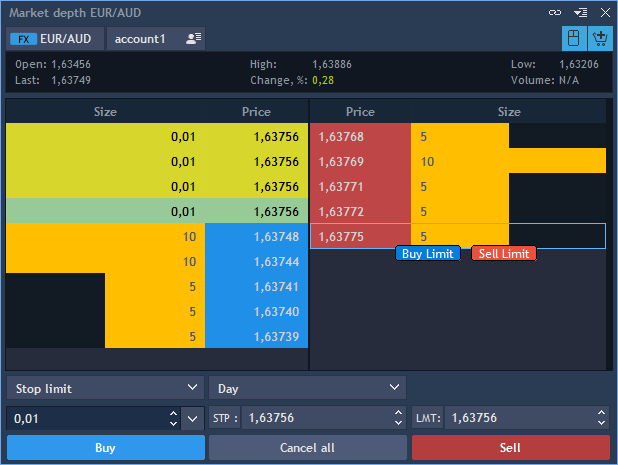 Market depth EUR/AUD
FX EUR/AUD account1
Open: 1,63456 High: 1,63886 Low: 1,63206
Last: 1,63749 Change, %: 0,28 Volume: N/A
Size Price Price Size
0,01 1,63756 1,63768 5
0,01 1,63756 1,63769 10
0,01 1,63756 1,63771 5
0,01 1,63756 1,63772 5
10 1,63748 1,63775 5
Buy Limit Sell Limit
10 1,63744
5 1,63741
5 1,63740
5 1,63739
Stop limit Day
0,01 STP : 1,63756 LMT: 1,63756
Buy Cancel all Sell